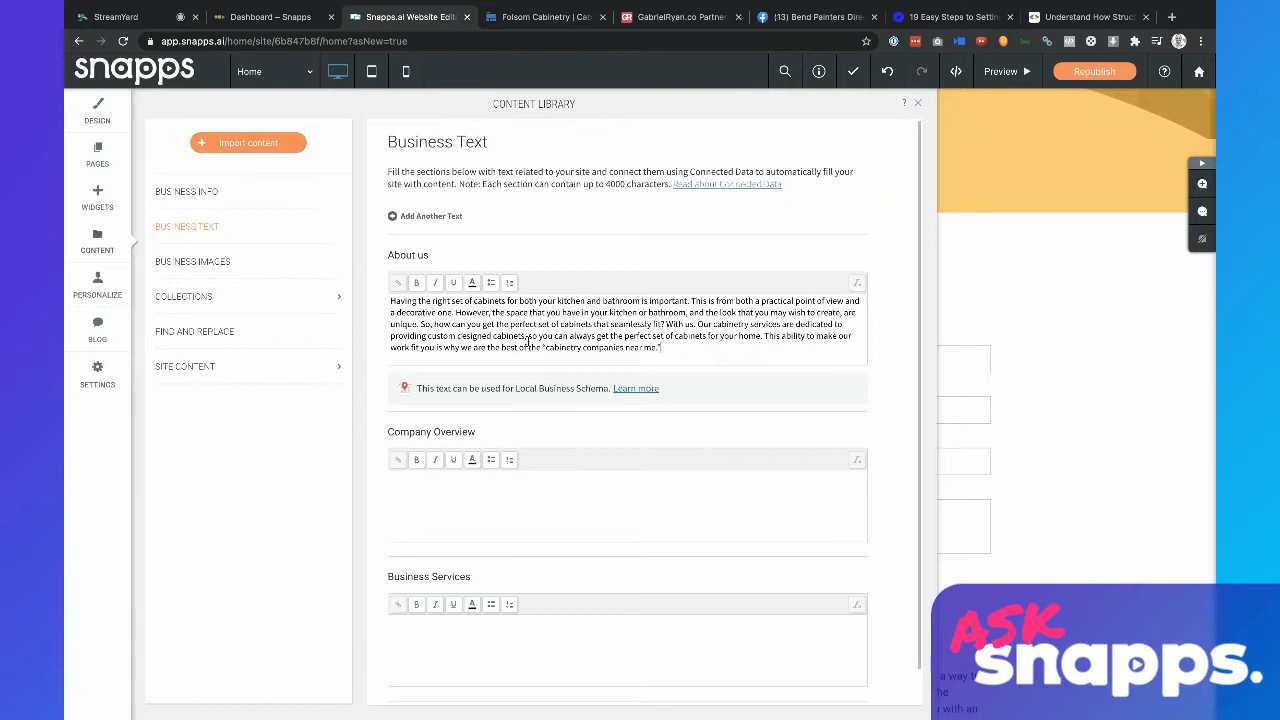 StreamYard
Dashboard – Snapps
Snapps.ai Website Edito
Folsom Cabinetry | Cab
GabrielRyan.co Partner
(13) Bend Painters Dire
19 Easy Steps to Settin
Understand How Struct
app.snapps.ai/home/site/6b847b8f/home?asNew=true
snapps
Home
Preview
Republish
DESIGN
PAGES
WIDGETS
CONTENT
PERSONALIZE
BLOG
SETTINGS
CONTENT LIBRARY
?
Import content
BUSINESS INFO
BUSINESS TEXT
BUSINESS IMAGES
COLLECTIONS
FIND AND REPLACE
SITE CONTENT
Business Text
Fill the sections below with text related to your site and connect them using Connected Data to automatically fill your
site with content. Note: Each section can contain up to 4000 characters. Read about Connected Data
Add Another Text
About us
B I U A
Having the right set of cabinets for both your kitchen and bathroom is important. This is from both a practical point of view and
a decorative one. However, the space that you have in your kitchen or bathroom, and the look that you may wish to create, are
unique. So, how can you get the perfect set of cabinets that seamlessly fit? With us. Our cabinetry services are dedicated to
providing custom designed cabinets, so you can always get the perfect set of cabinets for your home. This ability to make our
work fit you is why we are the best of the "cabinetry companies near me."
This text can be used for Local Business Schema. Learn more
Company Overview
B I U A
Business Services
B I U A
ASK
snapps.
a way t
he
with an